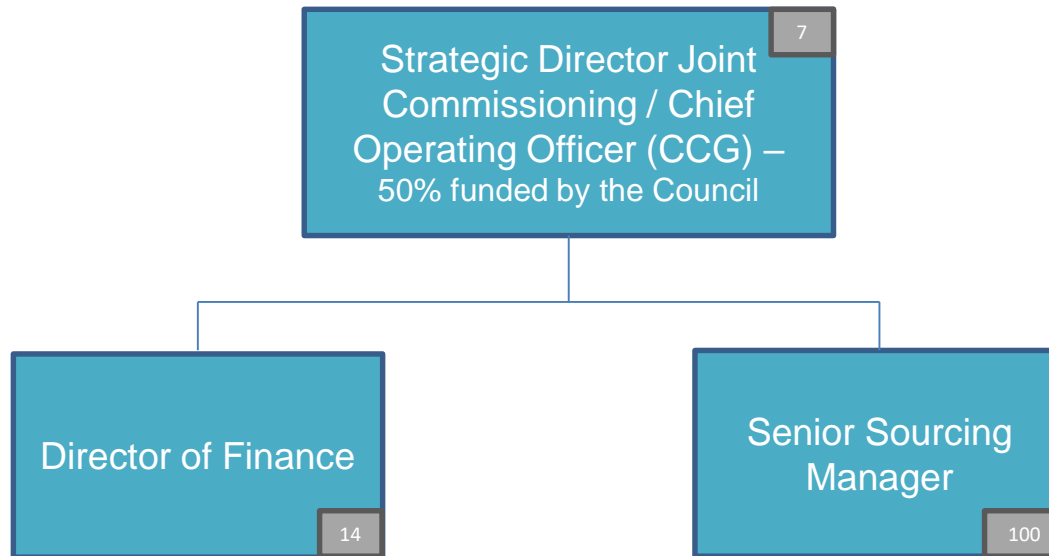 7
Strategic Director Joint
Commissioning / Chief
Operating Officer (CCG) –
50% funded by the Council
Director of Finance
14
Senior Sourcing
Manager
100